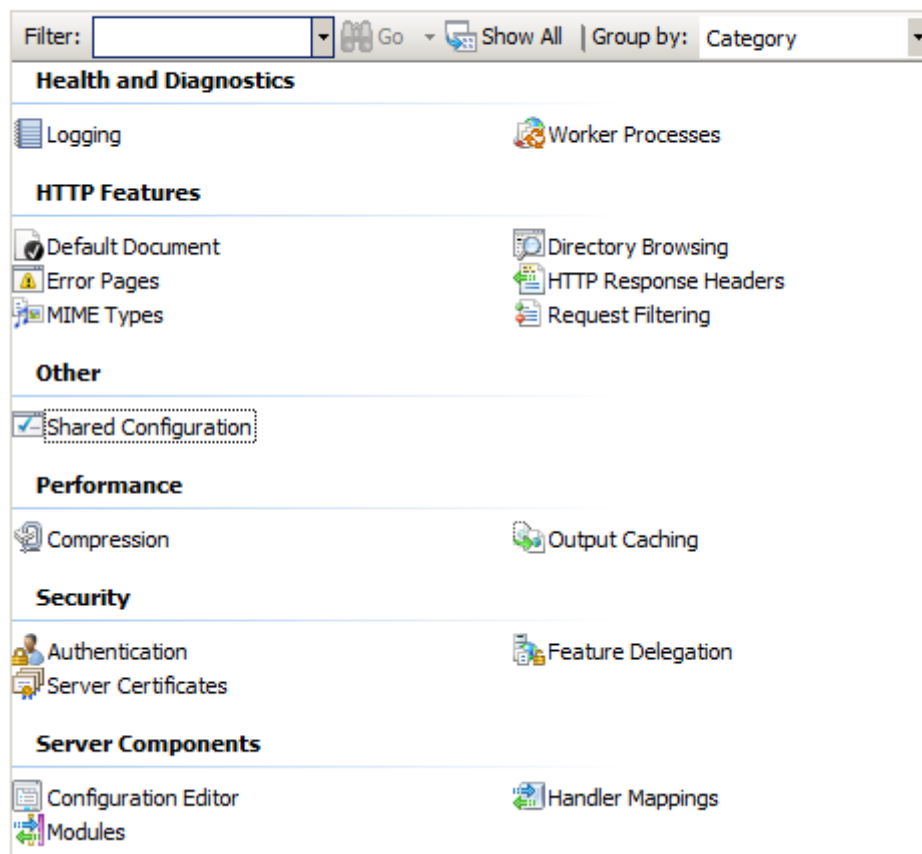 Filter: Go Show All | Group by: Category
Health and Diagnostics
Logging Worker Processes
HTTP Features
Default Document Directory Browsing
Error Pages HTTP Response Headers
MIME Types Request Filtering
Other
Shared Configuration
Performance
Compression Output Caching
Security
Authentication Feature Delegation
Server Certificates
Server Components
Configuration Editor Handler Mappings
Modules